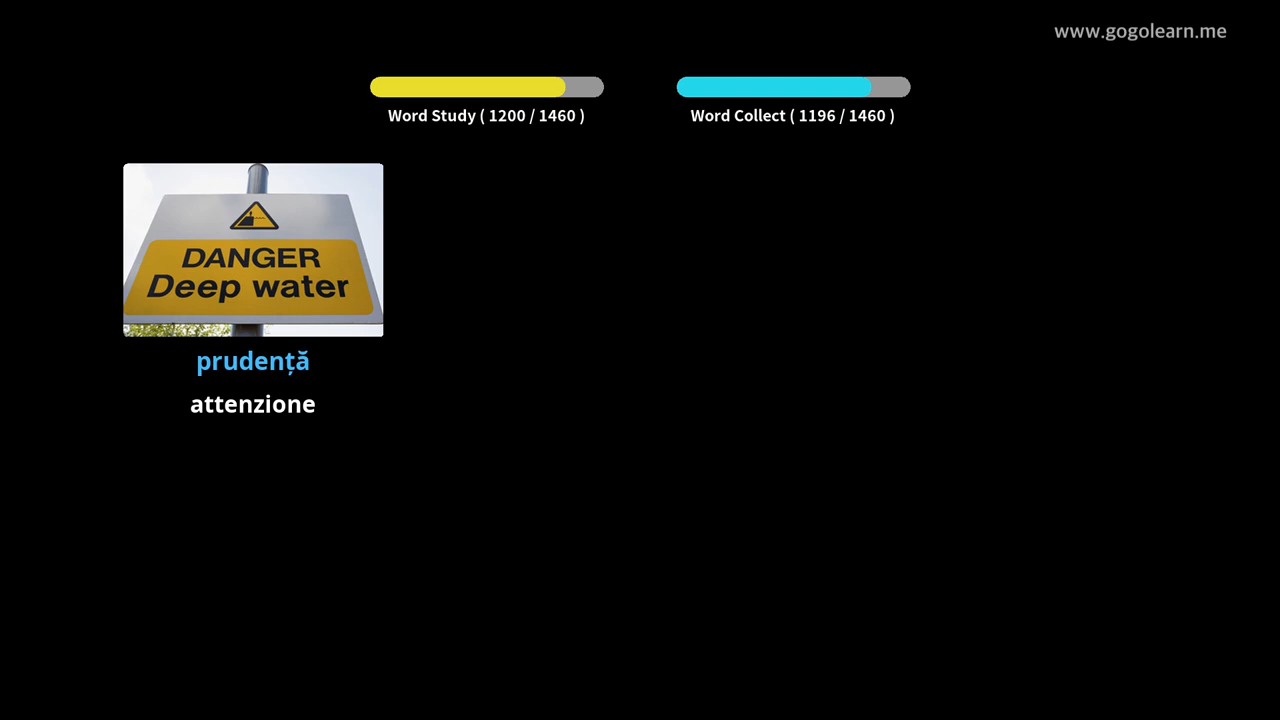 www.gogolearn.me
Word Study ( 1200 / 1460 )
Word Collect ( 1196 / 1460 )
DANGER
Deep water
prudență
attenzione